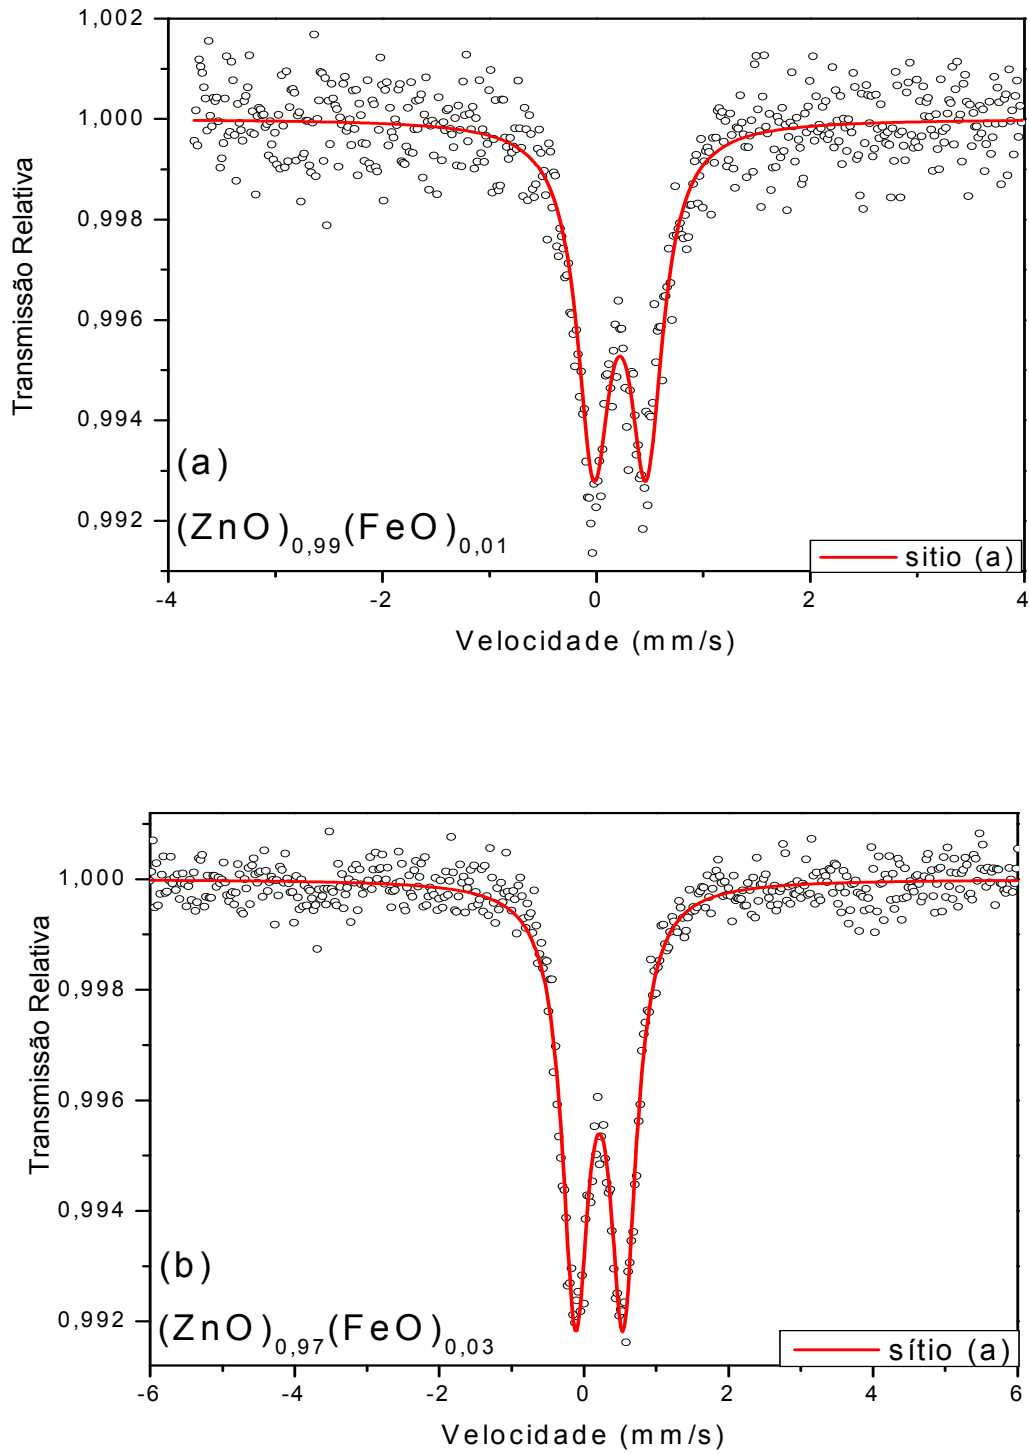 1,002
1,000
0,998
0,996
0,994
0,992
Transmissão Relativa
(a)
(ZnO)0,99(FeO)0,01
sitio (a)
-4 -2 0 2 4
Velocidade (mm/s)
1,000
0,998
0,996
0,994
0,992
Transmissão Relativa
(b)
(ZnO)0,97(FeO)0,03
sítio (a)
-6 -4 -2 0 2 4 6
Velocidade (mm/s)